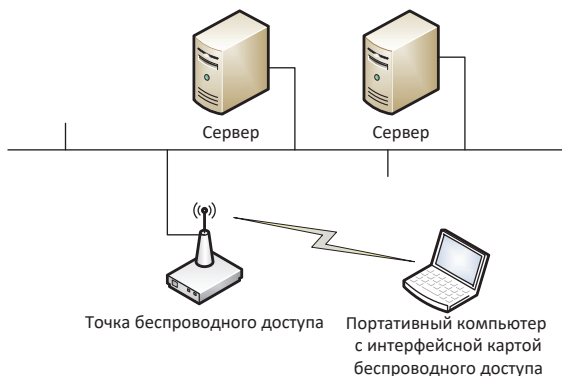 Сервер
Сервер
Точка беспроводного доступа
Портативный компьютер
с интерфейсной картой
беспроводного доступа